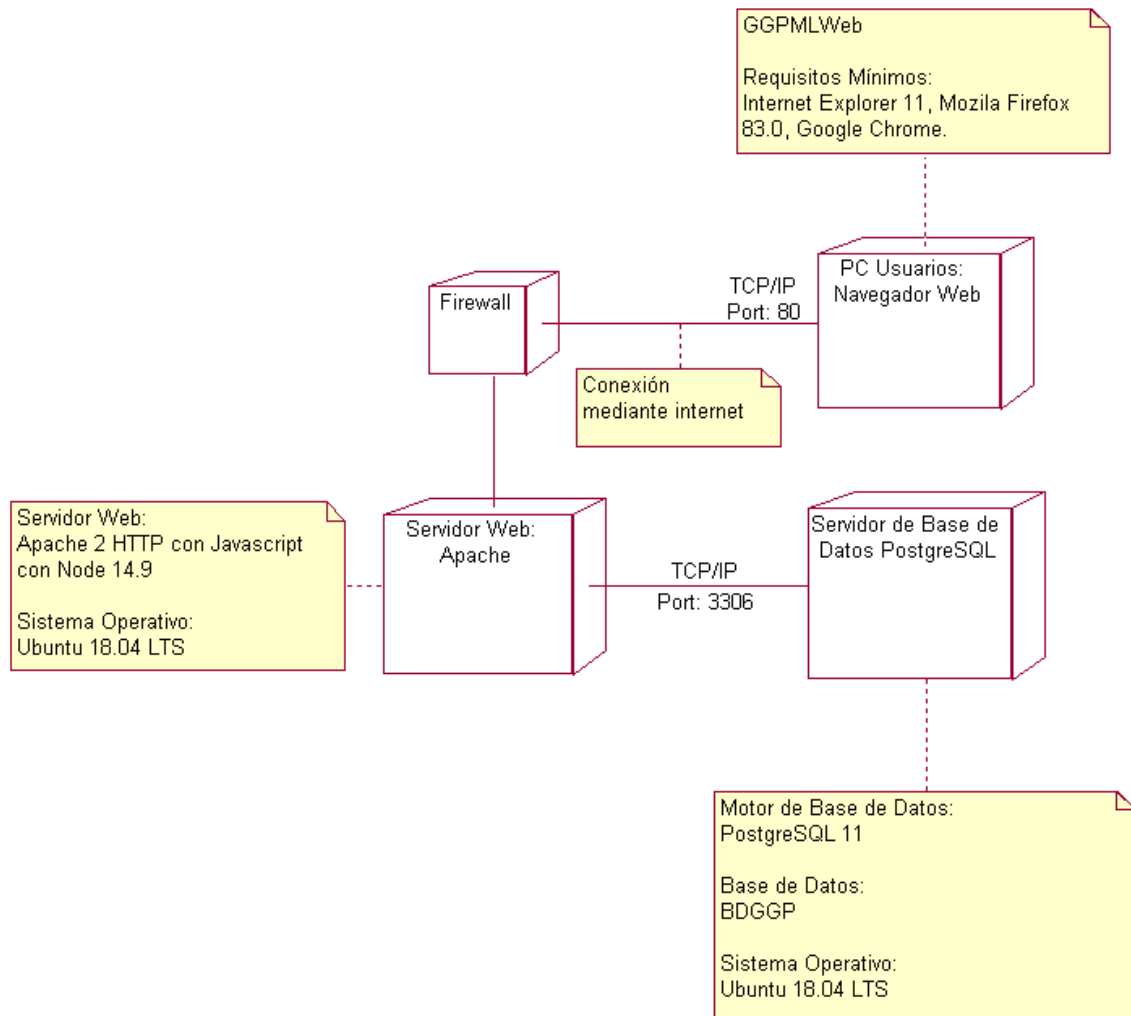 GGPMLWeb
Requisitos Mínimos:
Internet Explorer 11, Mozila Firefox
83.0, Google Chrome.
PC Usuarios:
Navegador Web
TCP/IP
Port: 80
Firewall
Conexión
mediante internet
Servidor Web:
Apache 2 HTTP con Javascript
con Node 14.9
Sistema Operativo:
Ubuntu 18.04 LTS
Servidor Web:
Apache
TCP/IP
Port: 3306
Servidor de Base de
Datos PostgreSQL
Motor de Base de Datos:
PostgreSQL 11
Base de Datos:
BDGGP
Sistema Operativo:
Ubuntu 18.04 LTS